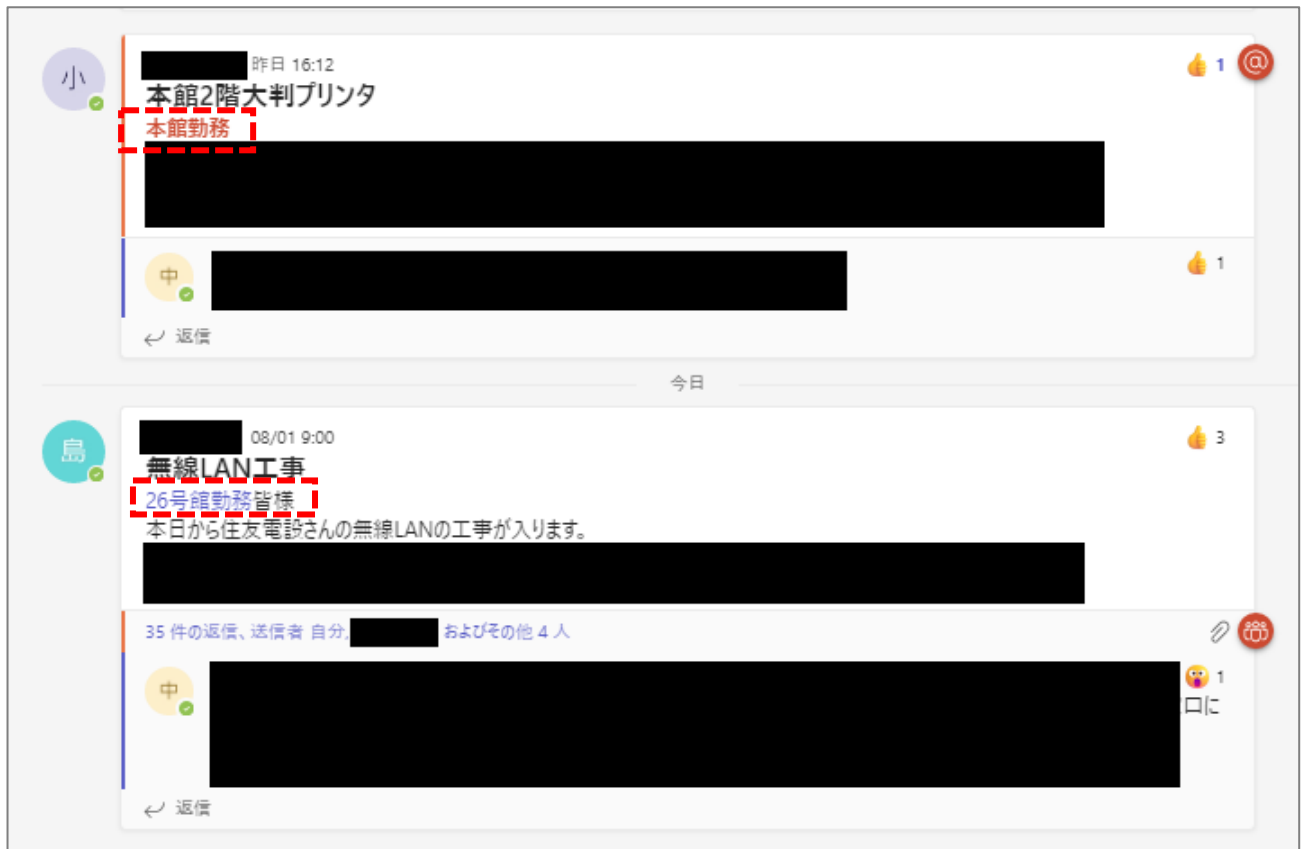 小
昨日 16:12
1
本館2階大判プリンタ
本館勤務
中
1
返信
今日
島
08/01 9:00
3
無線LAN工事
26号館勤務皆様
本日から住友電設さんの無線LANの工事が入ります。
35 件の返信、送信者 自分, およびその他 4 人
中
1
口に
返信